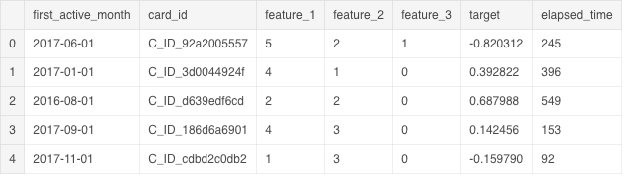 first_active_month card_id feature_1 feature_2 feature_3 target elapsed_time
0 2017-06-01 C_ID_92a2005557 5 2 1 -0.820312 245
1 2017-01-01 C_ID_3d0044924f 4 1 0 0.392822 396
2 2016-08-01 C_ID_d639edf6cd 2 2 0 0.687988 549
3 2017-09-01 C_ID_186d6a6901 4 3 0 0.142456 153
4 2017-11-01 C_ID_cdbd2c0db2 1 3 0 -0.159790 92